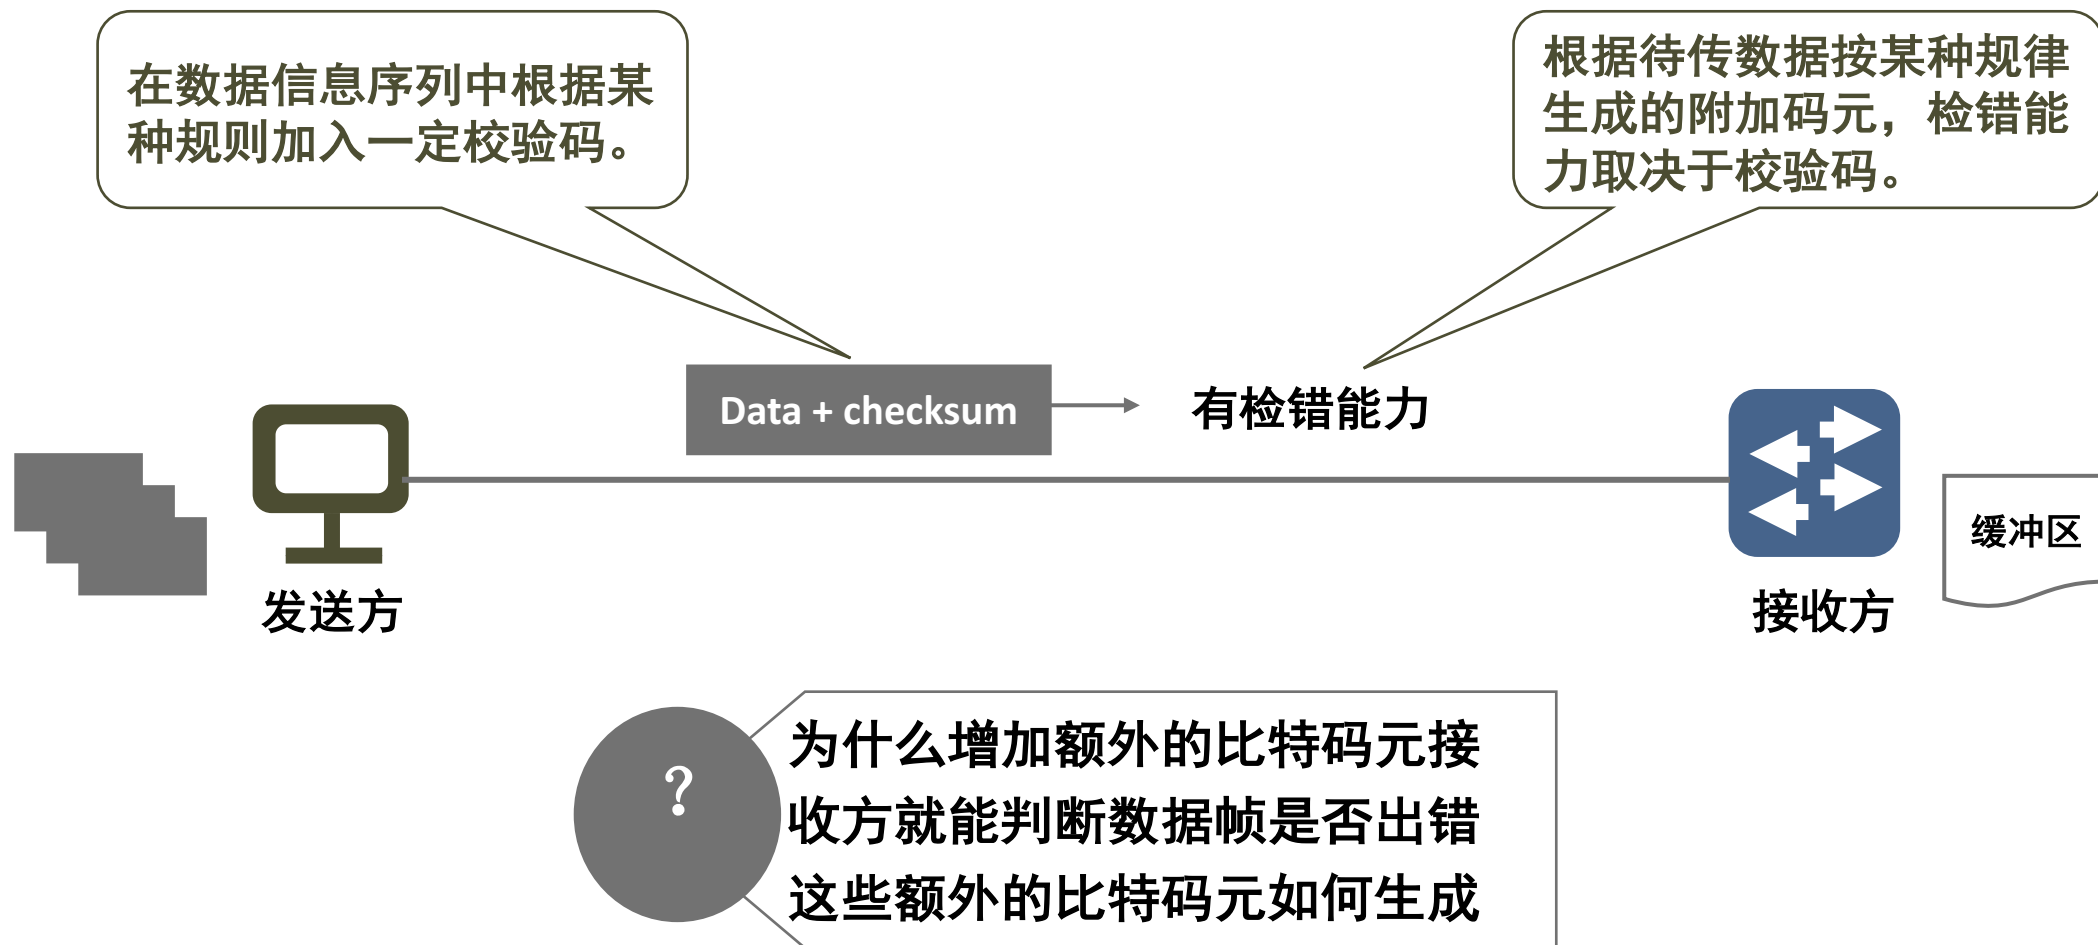 在数据信息序列中根据某
种规则加入一定校验码。
根据待传数据按某种规律
生成的附加码元，检错能
力取决于校验码。
Data + checksum
有检错能力
缓冲区
发送方
接收方
?
为什么增加额外的比特码元接
收方就能判断数据帧是否出错
这些额外的比特码元如何生成